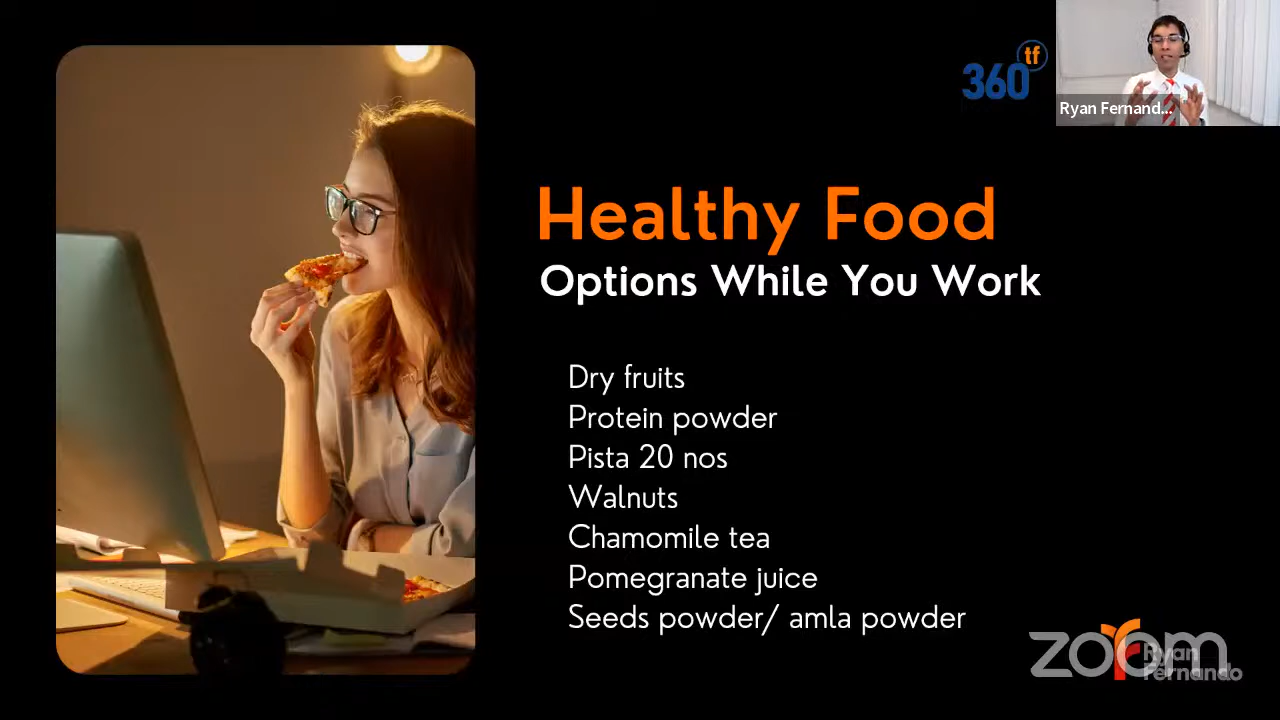 360
tf
Ryan Fernand...
Healthy Food
Options While You Work
Dry fruits
Protein powder
Pista 20 nos
Walnuts
Chamomile tea
Pomegranate juice
Seeds powder/ amla powder
zoom
Ryan
Fernando